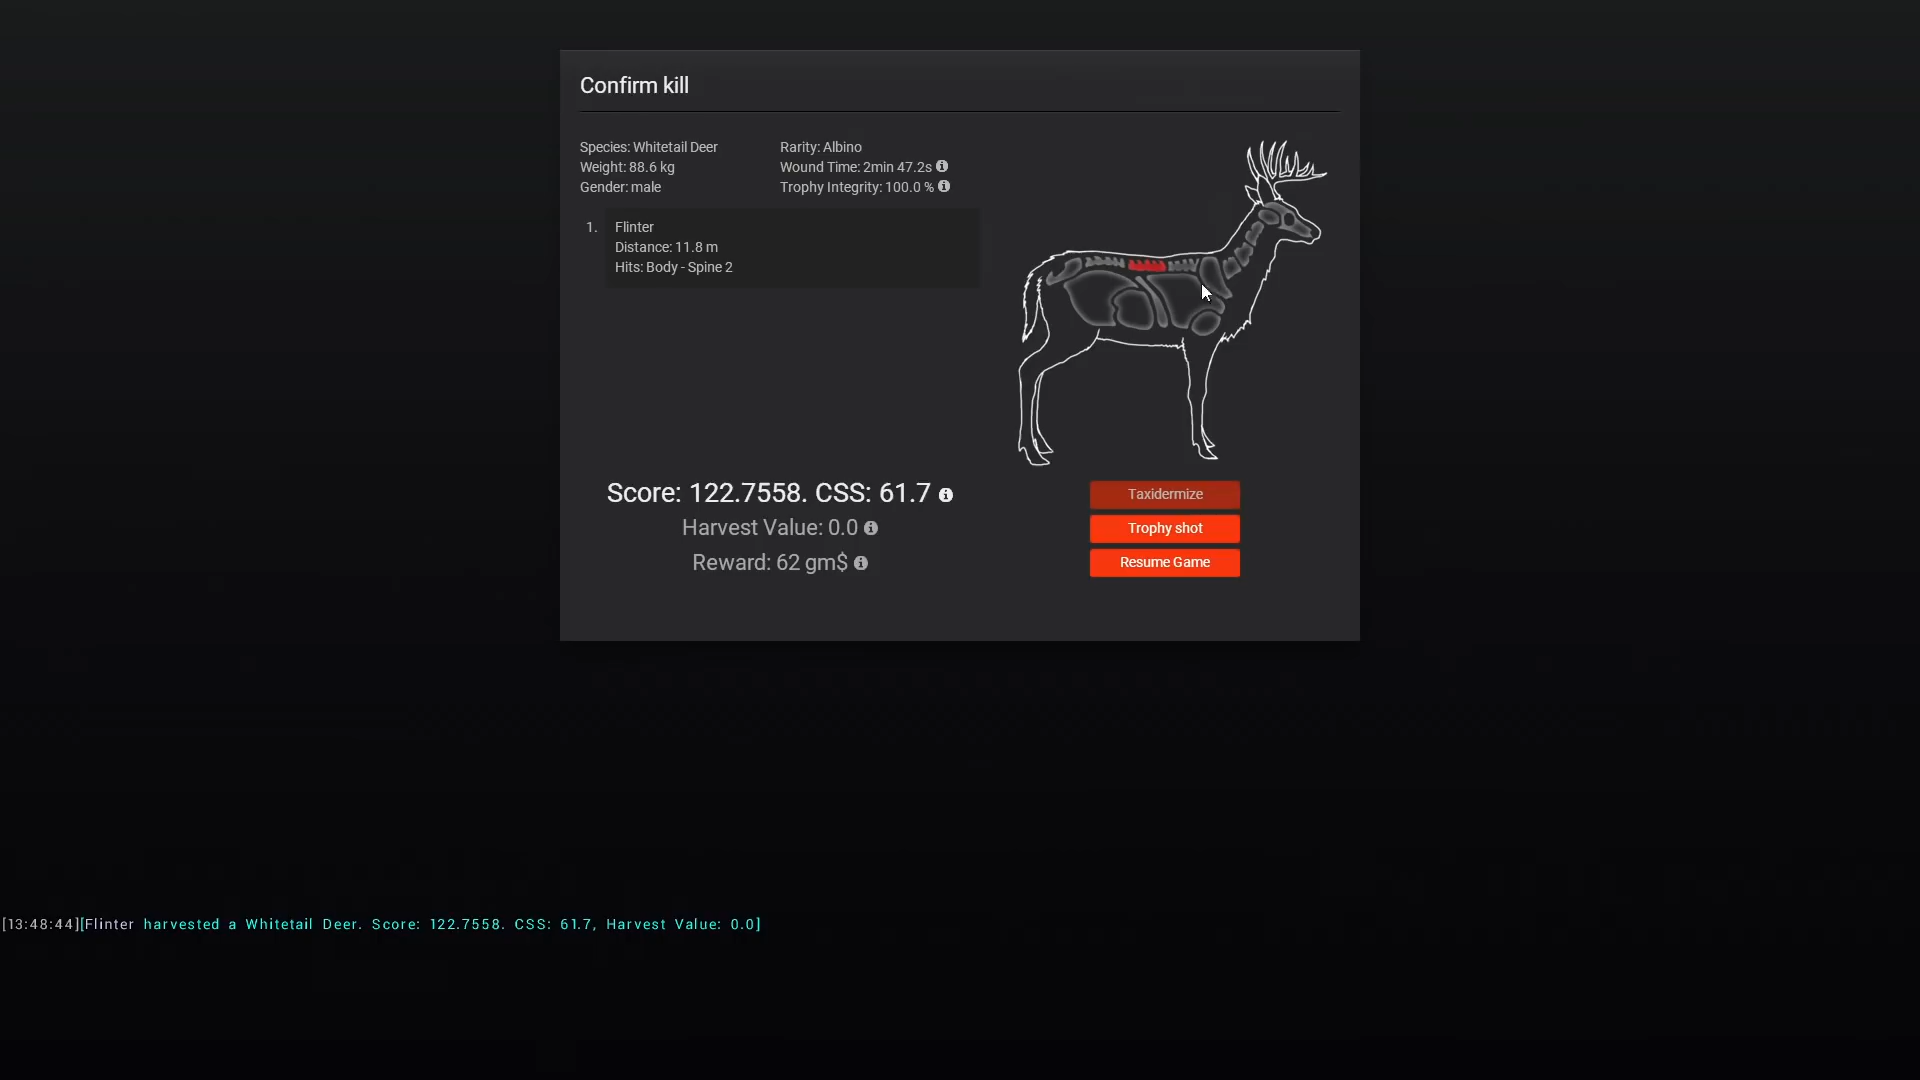 Confirm kill
Species: Whitetail Deer
Weight: 88.6 kg
Gender: male
Rarity: Albino
Wound Time: 2min 47.2s
Trophy Integrity: 100.0 %
1. Flinter
Distance: 11.8 m
Hits: Body - Spine 2
Score: 122.7558. CSS: 61.7
Harvest Value: 0.0
Reward: 62 gm$
Taxidermize
Trophy shot
Resume Game
[13:48:44][Flinter harvested a Whitetail Deer. Score: 122.7558. CSS: 61.7, Harvest Value: 0.0]